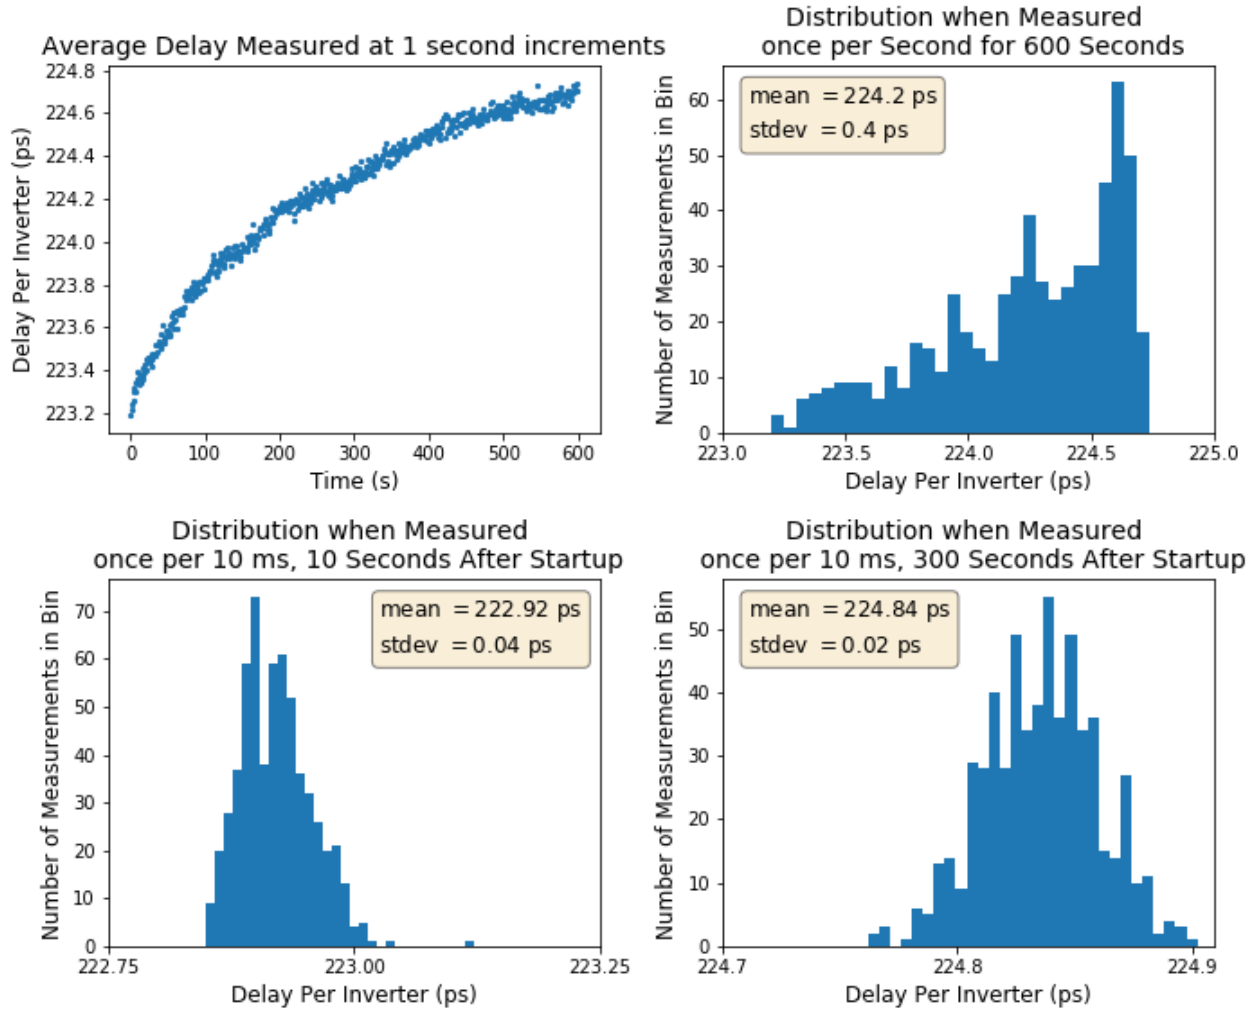 Average Delay Measured at 1 second increments
224.8
224.6
224.4
224.2
224.0
223.8
223.6
223.4
223.2
Delay Per Inverter (ps)
0 100 200 300 400 500 600
Time (s)
Distribution when Measured
once per Second for 600 Seconds
mean = 224.2 ps
stdev = 0.4 ps
60
50
40
30
20
10
0
Number of Measurements in Bin
223.0 223.5 224.0 224.5 225.0
Delay Per Inverter (ps)
Distribution when Measured
once per 10 ms, 10 Seconds After Startup
mean = 222.92 ps
stdev = 0.04 ps
70
60
50
40
30
20
10
0
Number of Measurements in Bin
222.75 223.00 223.25
Delay Per Inverter (ps)
Distribution when Measured
once per 10 ms, 300 Seconds After Startup
mean = 224.84 ps
stdev = 0.02 ps
50
40
30
20
10
0
Number of Measurements in Bin
224.7 224.8 224.9
Delay Per Inverter (ps)